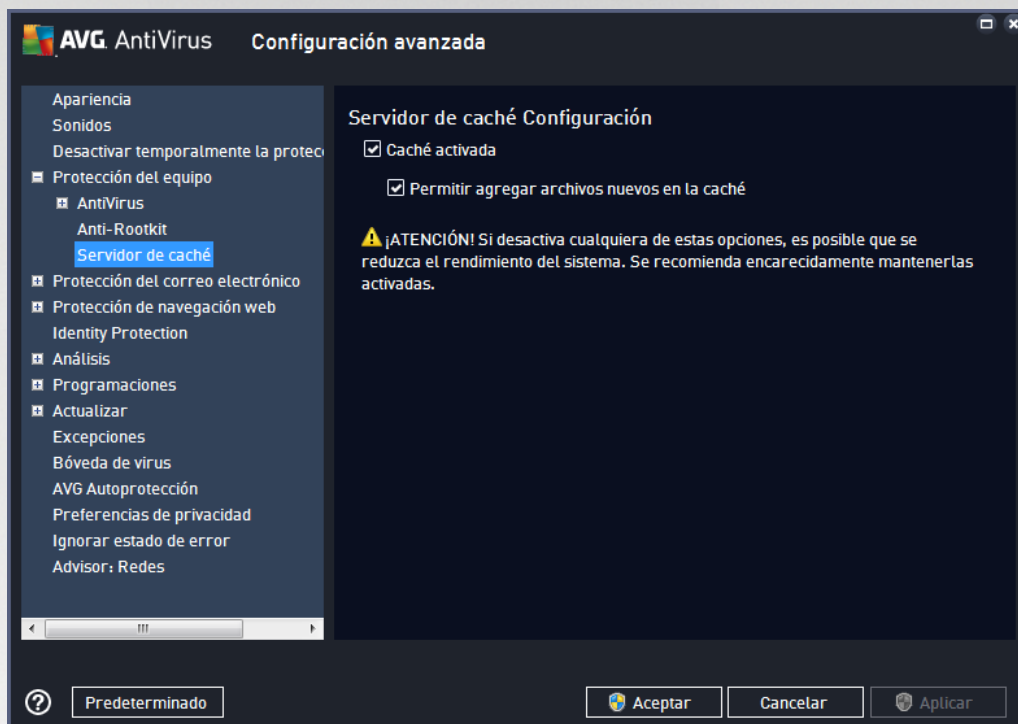 AVG AntiVirus
Configuración avanzada
Apariencia
Sonidos
Desactivar temporalmente la protec
Protección del equipo
AntiVirus
Anti-Rootkit
Servidor de caché
Protección del correo electrónico
Protección de navegación web
Identity Protection
Análisis
Programaciones
Actualizar
Excepciones
Bóveda de virus
AVG Autoprotección
Preferencias de privacidad
Ignorar estado de error
Advisor: Redes
Servidor de caché Configuración
Caché activada
Permitir agregar archivos nuevos en la caché
¡ATENCIÓN! Si desactiva cualquiera de estas opciones, es posible que se
reduzca el rendimiento del sistema. Se recomienda encarecidamente mantenerlas
activadas.
Predeterminado
Aceptar
Cancelar
Aplicar